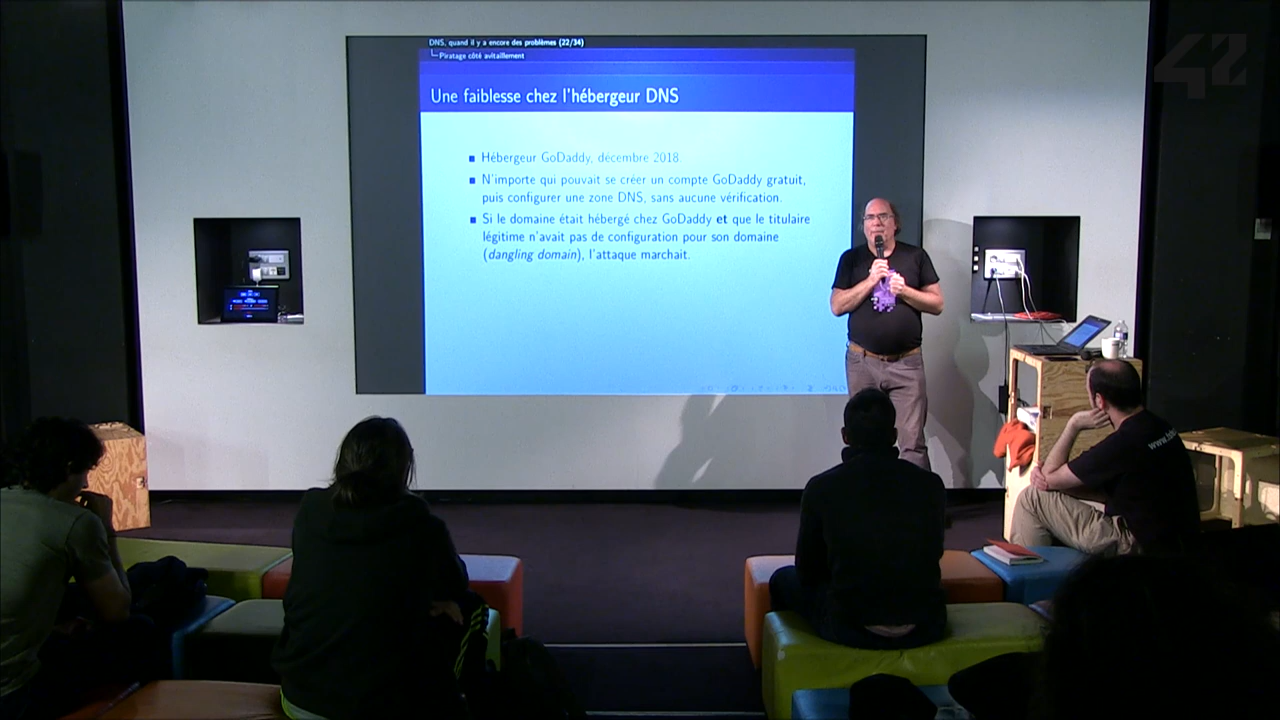 DNS, quand il y a encore des problèmes (22/34)
Piratage côté avitaillement
Une faiblesse chez l'hébergeur DNS
Hébergeur GoDaddy, décembre 2018.
N'importe qui pouvait se créer un compte GoDaddy gratuit,
puis configurer une zone DNS, sans aucune vérification.
Si le domaine était hébergé chez GoDaddy et que le titulaire
légitime n'avait pas de configuration pour son domaine
(dangling domain), l'attaque marchait.
42
www.